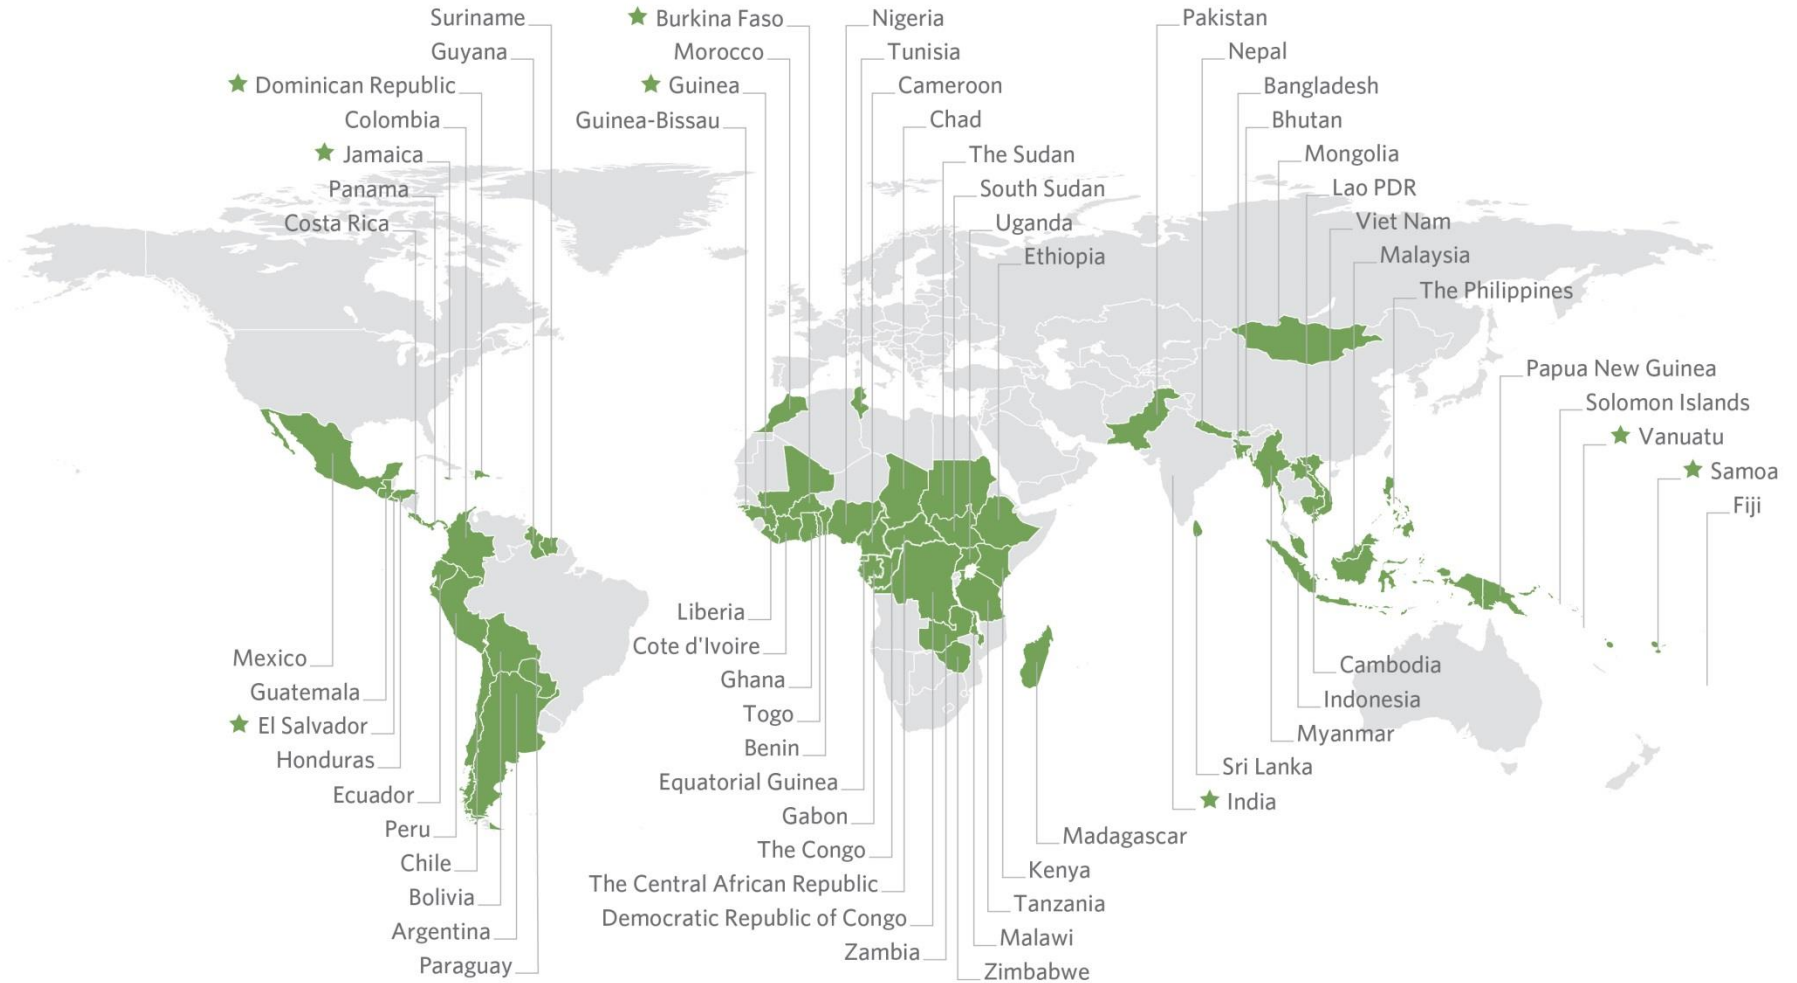 Suriname
Guyana
Dominican Republic
Colombia
Jamaica
Panama
Costa Rica
Burkina Faso
Morocco
Guinea
Guinea-Bissau
Nigeria
Tunisia
Cameroon
Chad
The Sudan
South Sudan
Uganda
Ethiopia
Pakistan
Nepal
Bangladesh
Bhutan
Mongolia
Lao PDR
Viet Nam
Malaysia
The Philippines
Papua New Guinea
Solomon Islands
Vanuatu
Samoa
Fiji
Mexico
Guatemala
El Salvador
Honduras
Ecuador
Peru
Chile
Bolivia
Argentina
Paraguay
Liberia
Cote d'Ivoire
Ghana
Togo
Benin
Equatorial Guinea
Gabon
The Congo
The Central African Republic
Democratic Republic of Congo
Zambia
Zimbabwe
Malawi
Tanzania
Kenya
Madagascar
Cambodia
Indonesia
Myanmar
Sri Lanka
India